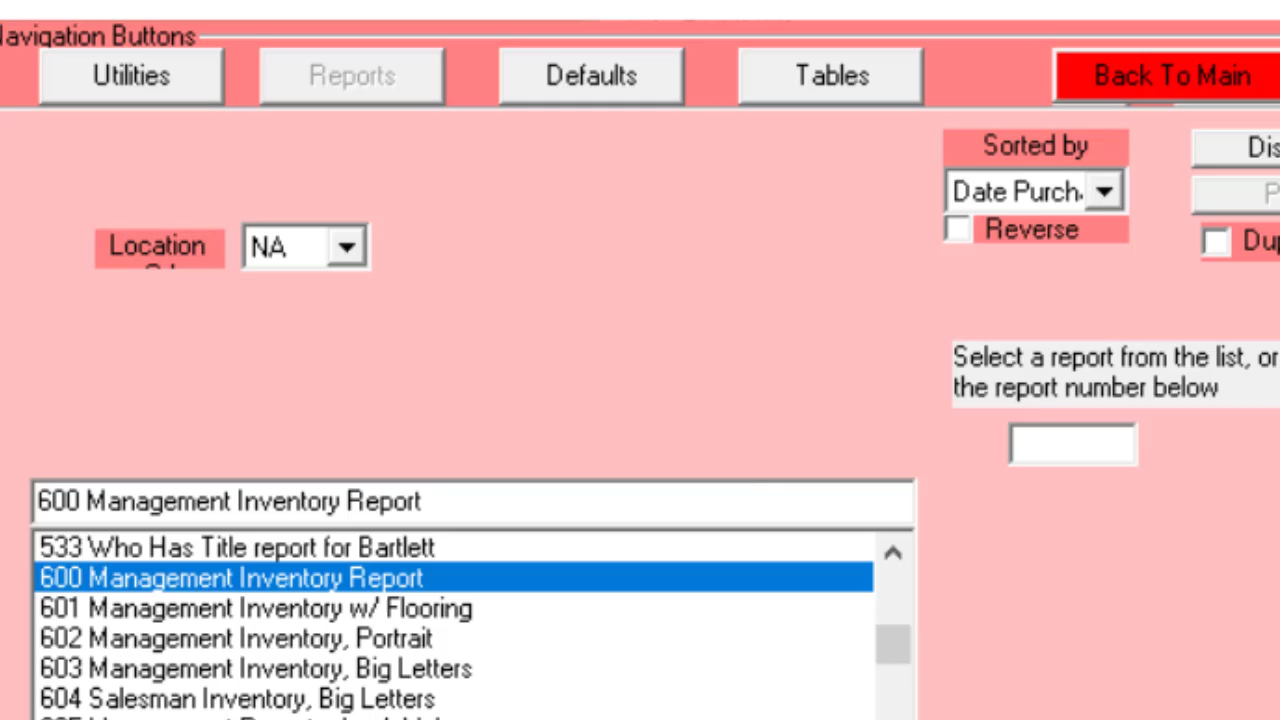 Navigation Buttons
Utilities
Reports
Defaults
Tables
Back To Main
Sorted by
Date Purch
Reverse
Location
NA
Select a report from the list, or
the report number below
600 Management Inventory Report
533 Who Has Title report for Bartlett
600 Management Inventory Report
601 Management Inventory w/ Flooring
602 Management Inventory, Portrait
603 Management Inventory, Big Letters
604 Salesman Inventory, Big Letters